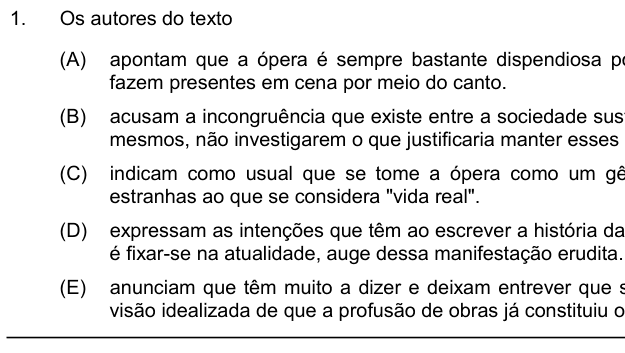 1. Os autores do texto
(A) apontam que a ópera é sempre bastante dispendiosa
fazem presentes em cena por meio do canto.
(B) acusam a incongruência que existe entre a sociedade
mesmos, não investigarem o que justificaria manter esses
(C) indicam como usual que se tome a ópera como um
estranhas ao que se considera "vida real".
(D) expressam as intenções que têm ao escrever a história da
é fixar-se na atualidade, auge dessa manifestação erudita.
(E) anunciam que têm muito a dizer e deixam entrever que
visão idealizada de que a profusão de obras já constituiu